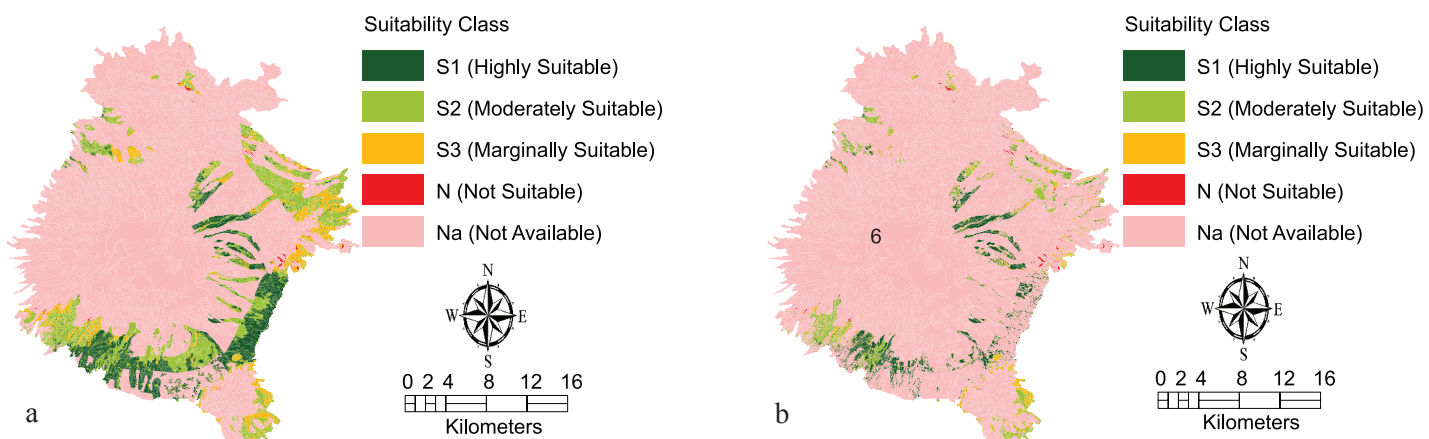 Suitability Class
S1 (Highly Suitable)
S2 (Moderately Suitable)
S3 (Marginally Suitable)
N (Not Suitable)
Na (Not Available)
N
W E
S
0 2 4 8 12 16
Kilometers
a
Suitability Class
S1 (Highly Suitable)
S2 (Moderately Suitable)
S3 (Marginally Suitable)
N (Not Suitable)
Na (Not Available)
6
N
W E
S
0 2 4 8 12 16
Kilometers
b